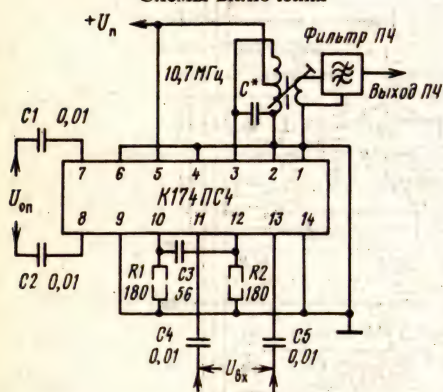 Схемы включения
+Uп
Фильтр ПЧ
10,7 МГц
C*
Выход ПЧ
C1
0,01
7 6 5 4 3 2 1
Uоп
К174ПС4
8 9 10 11 12 13 14
C2 0,01
R1
180
C3
56
R2
180
C4
0,01
Uвх
C5
0,01